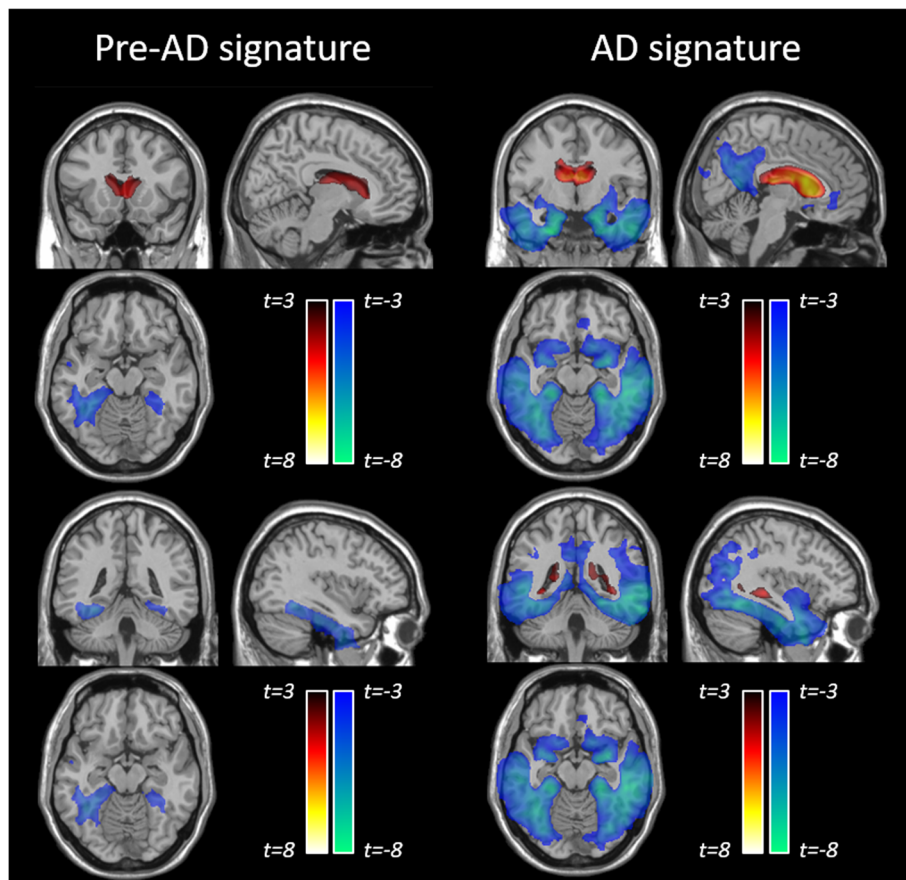 Pre-AD signature
AD signature
t=3 t=-3
t=8 t=-8
t=3 t=-3
t=8 t=-8
t=3 t=-3
t=8 t=-8
t=3 t=-3
t=8 t=-8